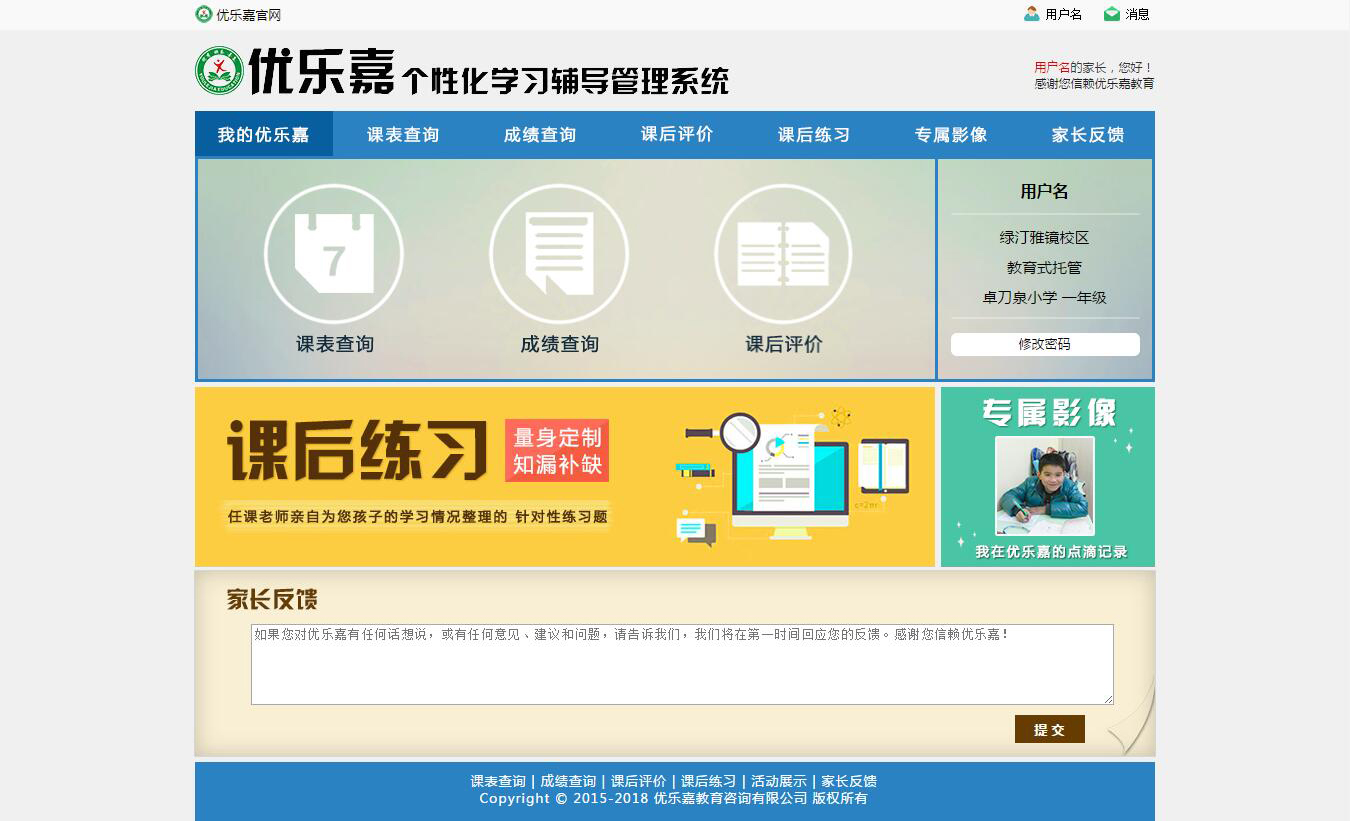 优乐嘉官网
用户名 消息
优乐嘉 个性化学习辅导管理系统
用户名的家长，您好！
感谢您信赖优乐嘉教育
我的优乐嘉 课表查询 成绩查询 课后评价 课后练习 专属影像 家长反馈
7
课表查询 成绩查询 课后评价
用户名
绿汀雅镜校区
教育式托管
卓刀泉小学 一年级
修改密码
课后练习
量身定制
知漏补缺
任课老师亲自为您孩子的学习情况整理的 针对性练习题
c=2πr
专属影像
我在优乐嘉的点滴记录
家长反馈
如果您对优乐嘉有任何话想说，或有任何意见、建议和问题，请告诉我们，我们将在第一时间回应您的反馈。感谢您信赖优乐嘉！
提 交
课表查询 | 成绩查询 | 课后评价 | 课后练习 | 活动展示 | 家长反馈
Copyright © 2015-2018 优乐嘉教育咨询有限公司 版权所有